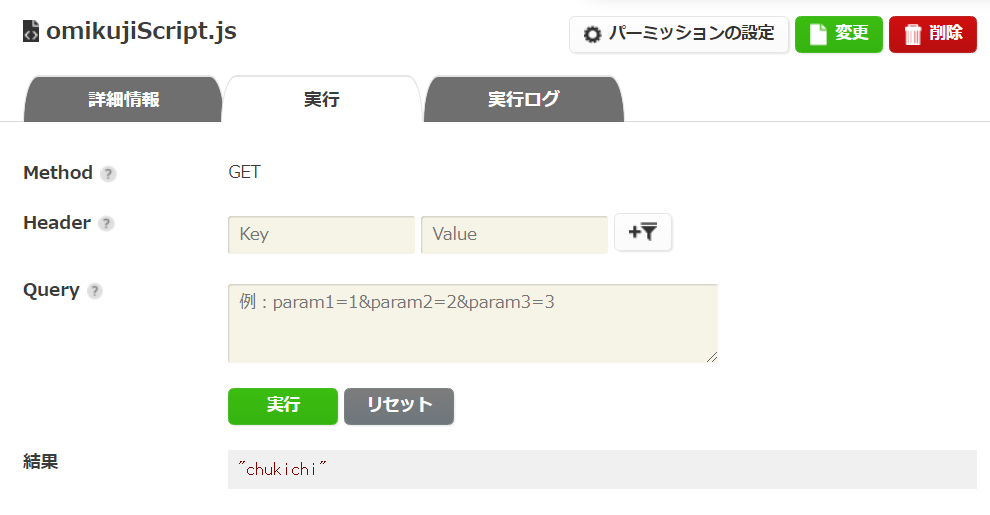 omikujiScript.js
パーミッションの設定 変更 削除
詳細情報 実行 実行ログ
Method ? GET
Header ? Key Value +
Query ? 例：param1=1&param2=2&param3=3
実行 リセット
結果 "chukichi"